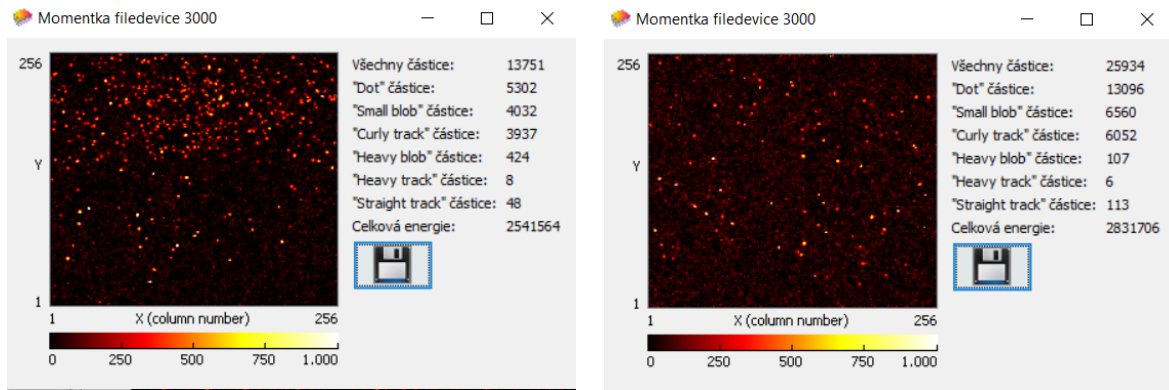 Momentka filedevice 3000
256
Y
1
1 X (column number) 256
0 250 500 750 1.000
Všechny částice: 13751
"Dot" částice: 5302
"Small blob" částice: 4032
"Curly track" částice: 3937
"Heavy blob" částice: 424
"Heavy track" částice: 8
"Straight track" částice: 48
Celková energie: 2541564
Momentka filedevice 3000
256
Y
1
1 X (column number) 256
0 250 500 750 1.000
Všechny částice: 25934
"Dot" částice: 13096
"Small blob" částice: 6560
"Curly track" částice: 6052
"Heavy blob" částice: 107
"Heavy track" částice: 6
"Straight track" částice: 113
Celková energie: 2831706